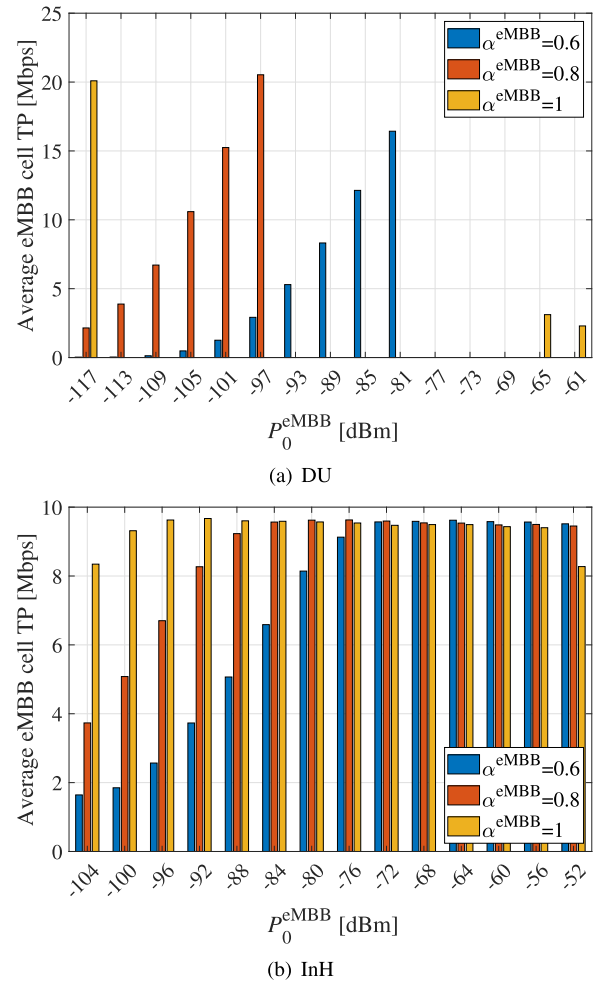 Average eMBB cell TP [Mbps]
25
20
15
10
5
0
α^eMBB=0.6
α^eMBB=0.8
α^eMBB=1
-117 -113 -109 -105 -101 -97 -93 -89 -85 -81 -77 -73 -69 -65 -61
P_0^eMBB [dBm]
(a) DU
Average eMBB cell TP [Mbps]
10
8
6
4
2
0
α^eMBB=0.6
α^eMBB=0.8
α^eMBB=1
-104 -100 -96 -92 -88 -84 -80 -76 -72 -68 -64 -60 -56 -52
P_0^eMBB [dBm]
(b) InH